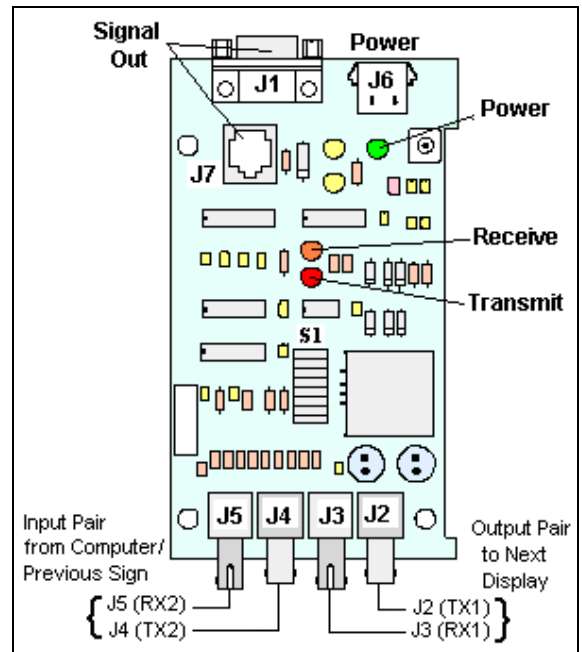 Signal
Out
Power
J1
J6
Power
J7
Receive
Transmit
S1
J5 J4 J3 J2
Input Pair
from Computer/
Previous Sign
Output Pair
to Next
Display
J5 (RX2)
J4 (TX2)
J2 (TX1)
J3 (RX1)